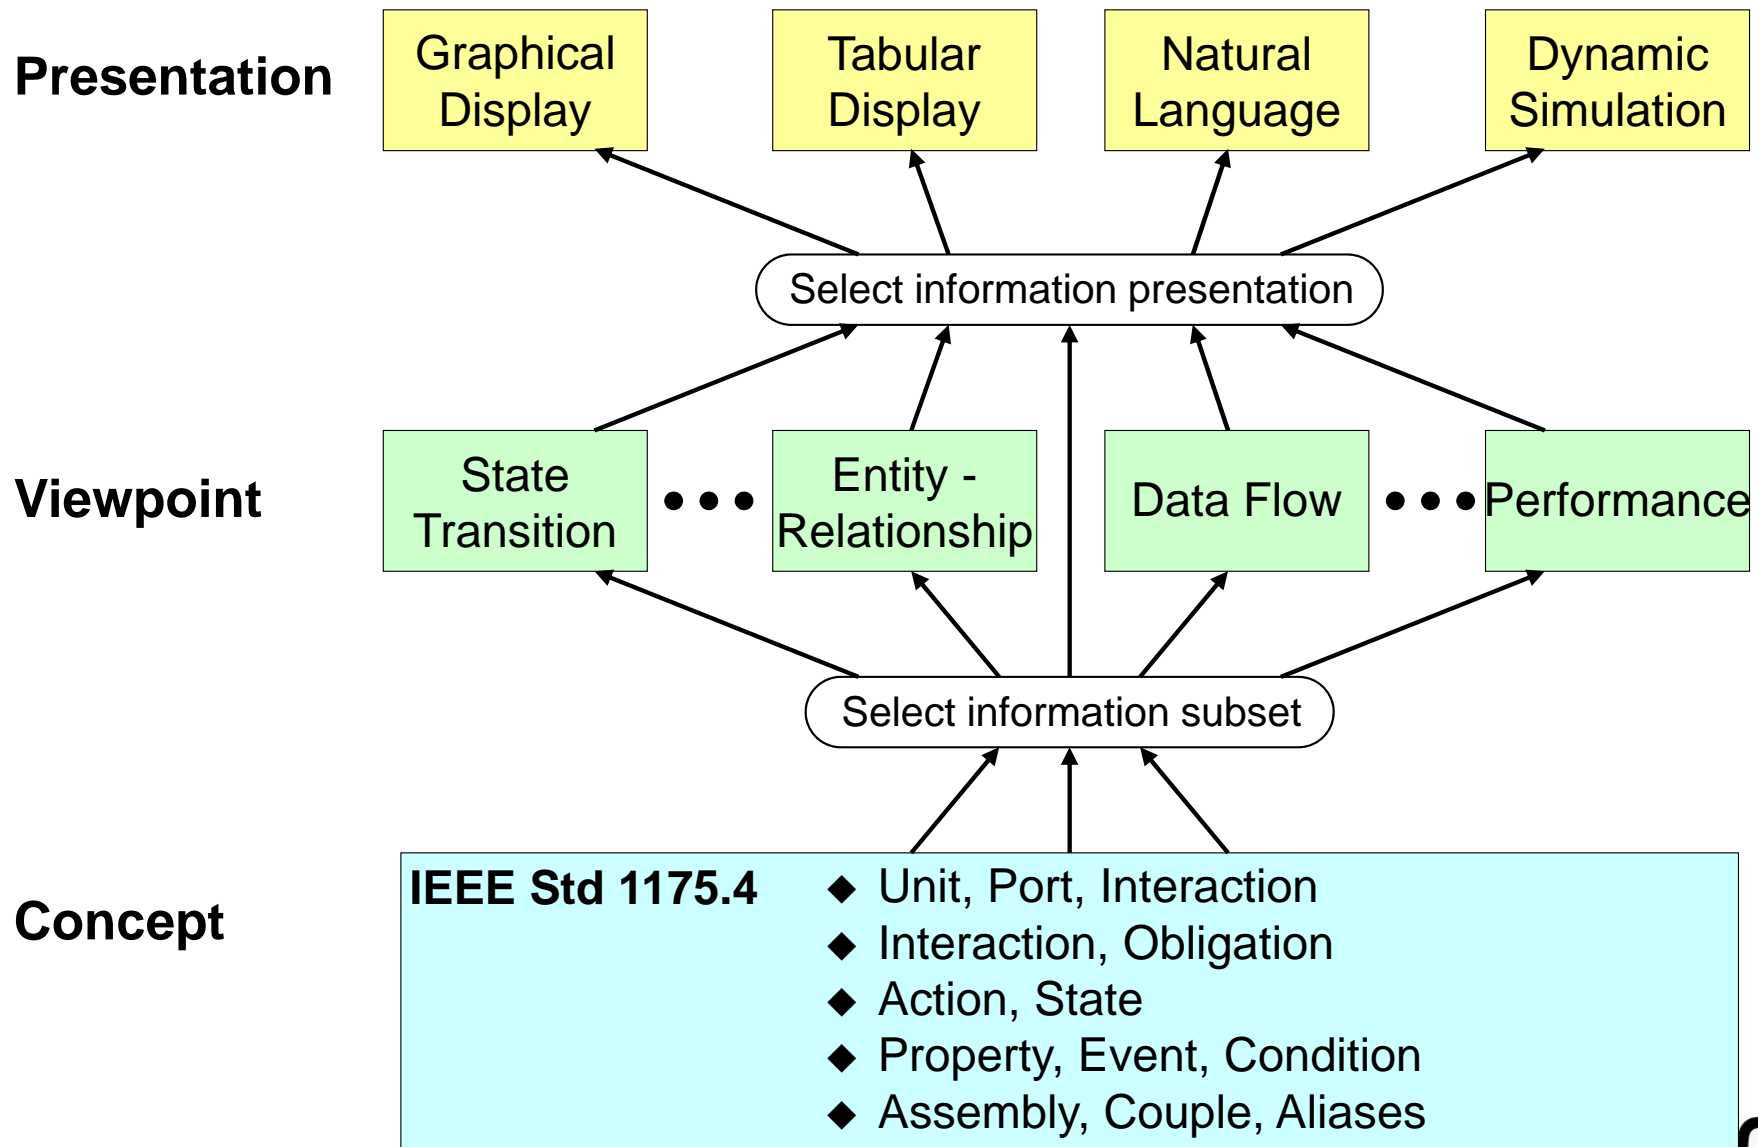 Presentation
Graphical
Display
Tabular
Display
Natural
Language
Dynamic
Simulation
Select information presentation
Viewpoint
State
Transition
Entity -
Relationship
Data Flow
Performance
Select information subset
Concept
IEEE Std 1175.4
◆ Unit, Port, Interaction
◆ Interaction, Obligation
◆ Action, State
◆ Property, Event, Condition
◆ Assembly, Couple, Aliases